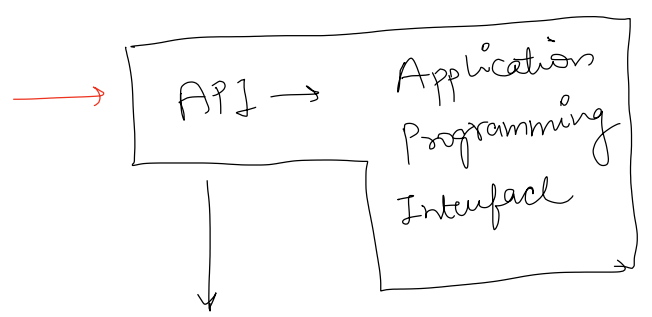 API → Application
Programming
Interface